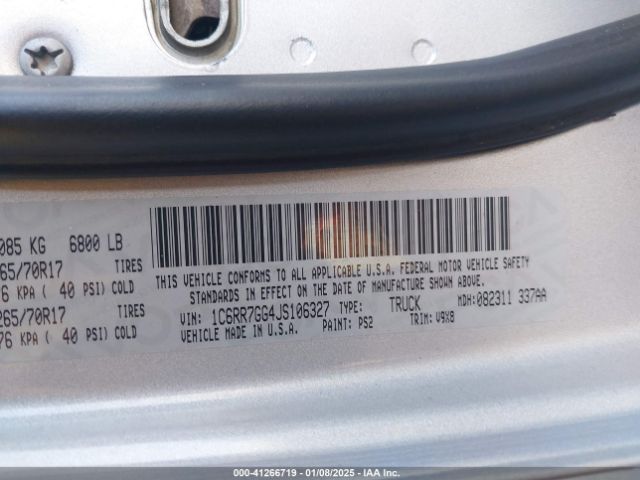 085 KG 6800 LB
65/70R17 TIRES
6 KPA ( 40 PSI) COLD
265/70R17 TIRES
76 KPA ( 40 PSI) COLD
THIS VEHICLE CONFORMS TO ALL APPLICABLE U.S.A. FEDERAL MOTOR VEHICLE SAFETY
STANDARDS IN EFFECT ON THE DATE OF MANUFACTURE SHOWN ABOVE.
VIN: 1C6RR7GG4JS106327 TYPE: TRUCK MDH:082311 337AA
VEHICLE MADE IN U.S.A. PAINT: PS2 TRIM: V9X8
000-41266719 - 01/08/2025 - IAA Inc.